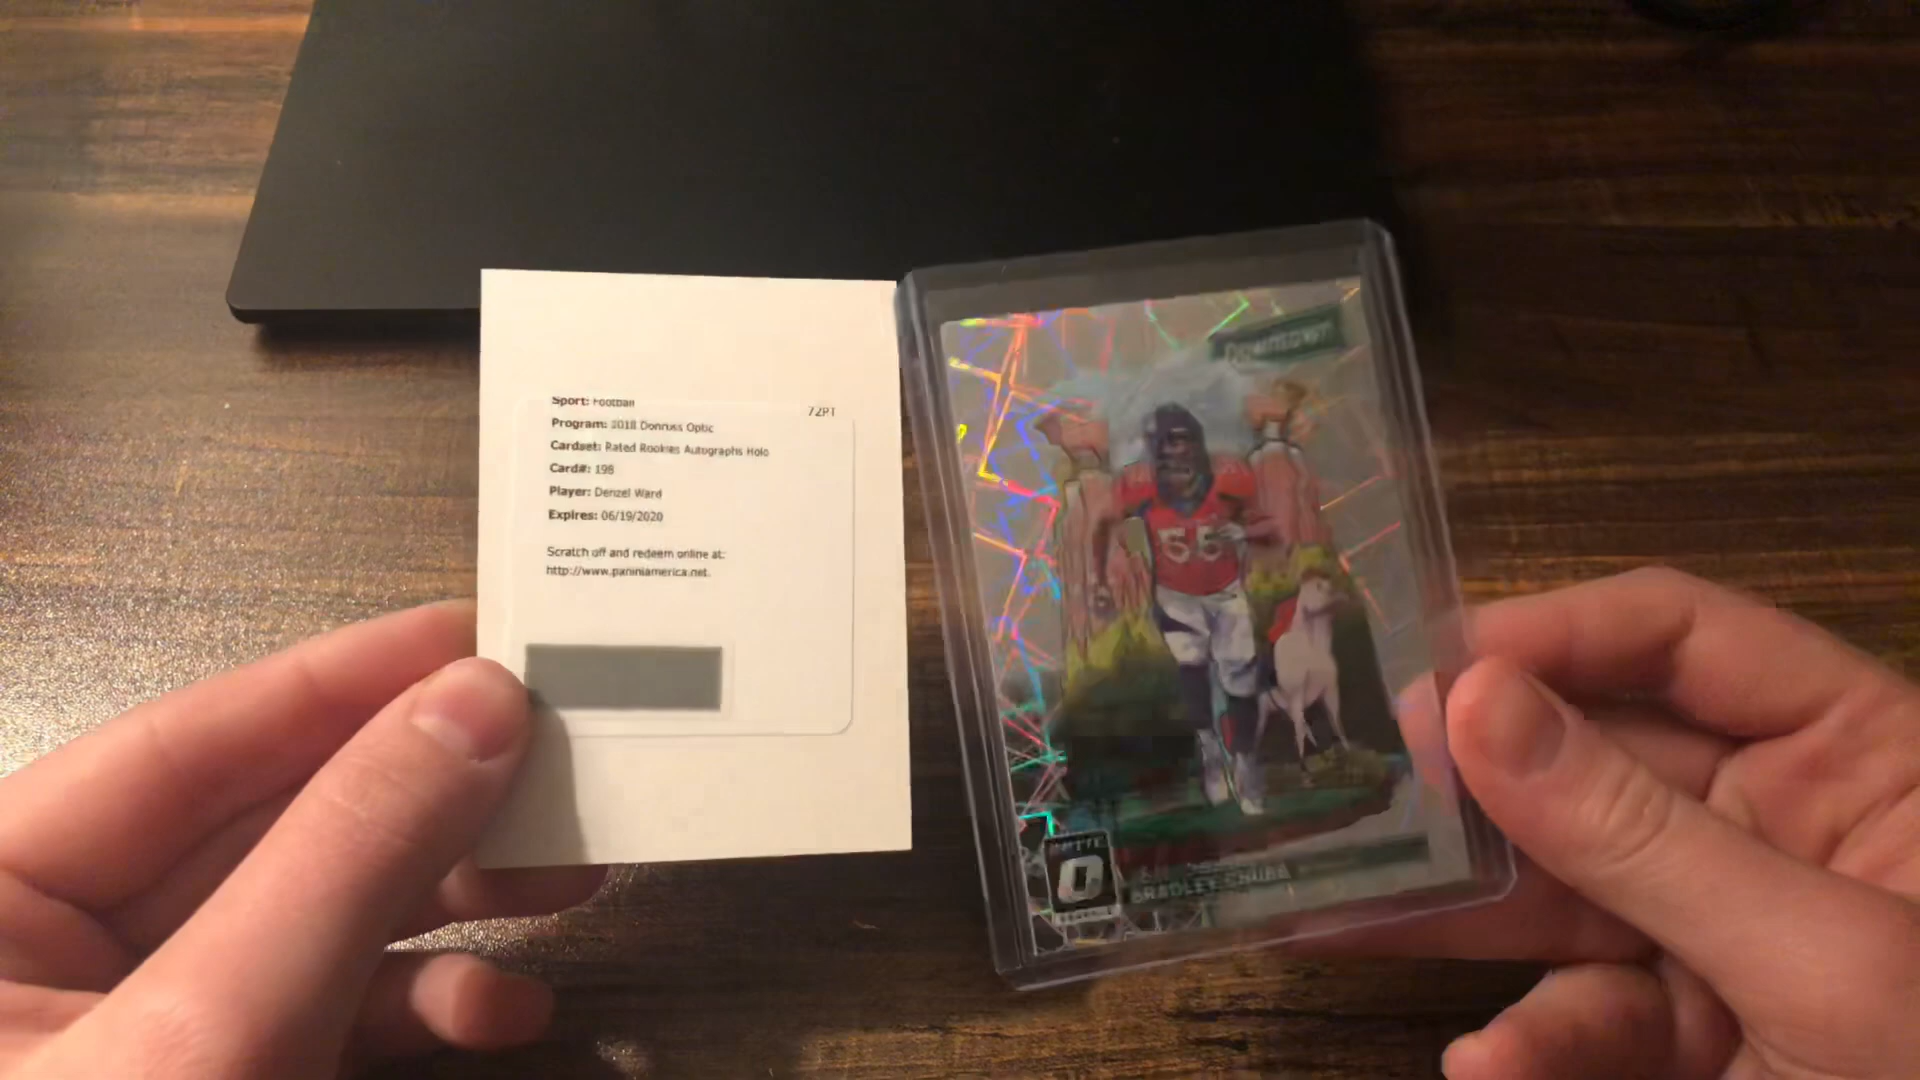 Sport: Football
72PT
Program: 2018 Donruss Optic
Cardset: Rated Rookies Autographs Holo
Card#: 198
Player: Denzel Ward
Expires: 06/19/2020
Scratch off and redeem online at:
http://www.paniniamerica.net.
DOWNTOWN!
55
BRADLEY CHUBB